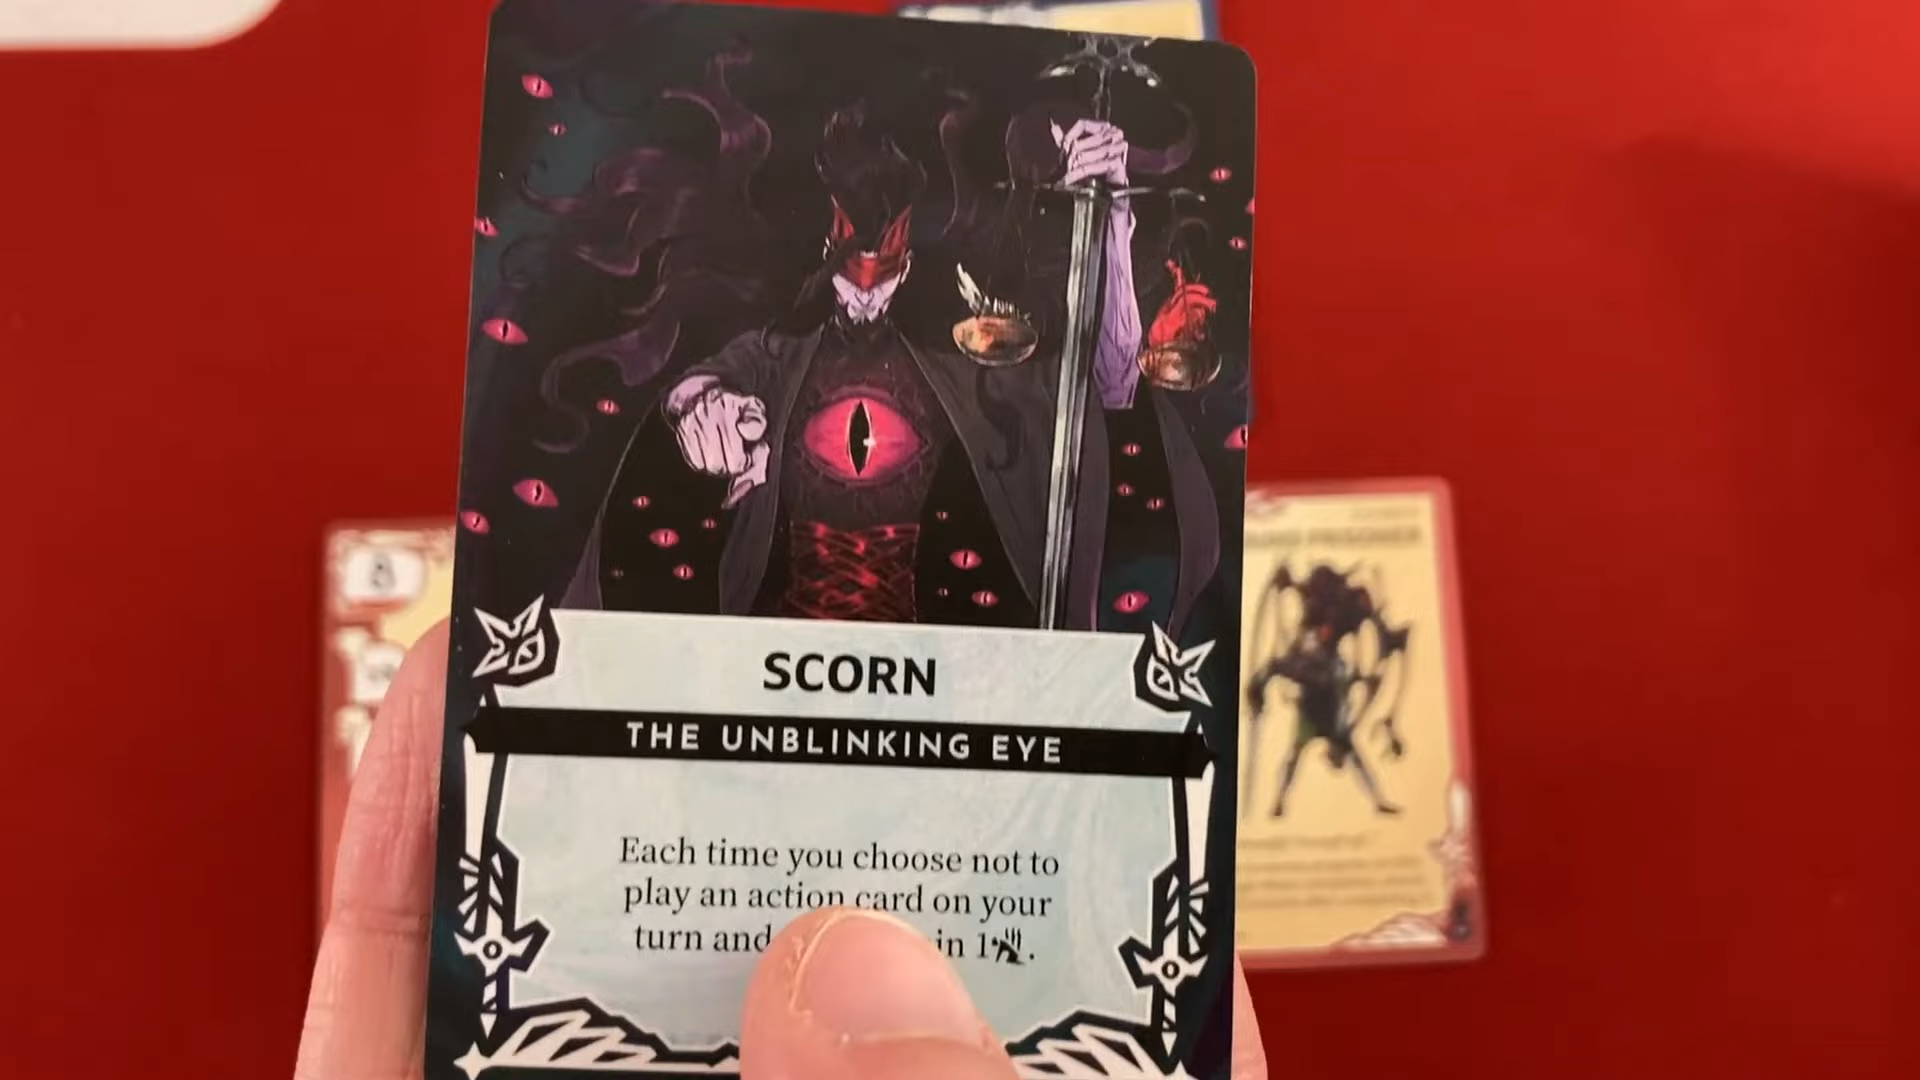 SCORN
THE UNBLINKING EYE
Each time you choose not to
play an action card on your
turn and in 1.
PRISONER